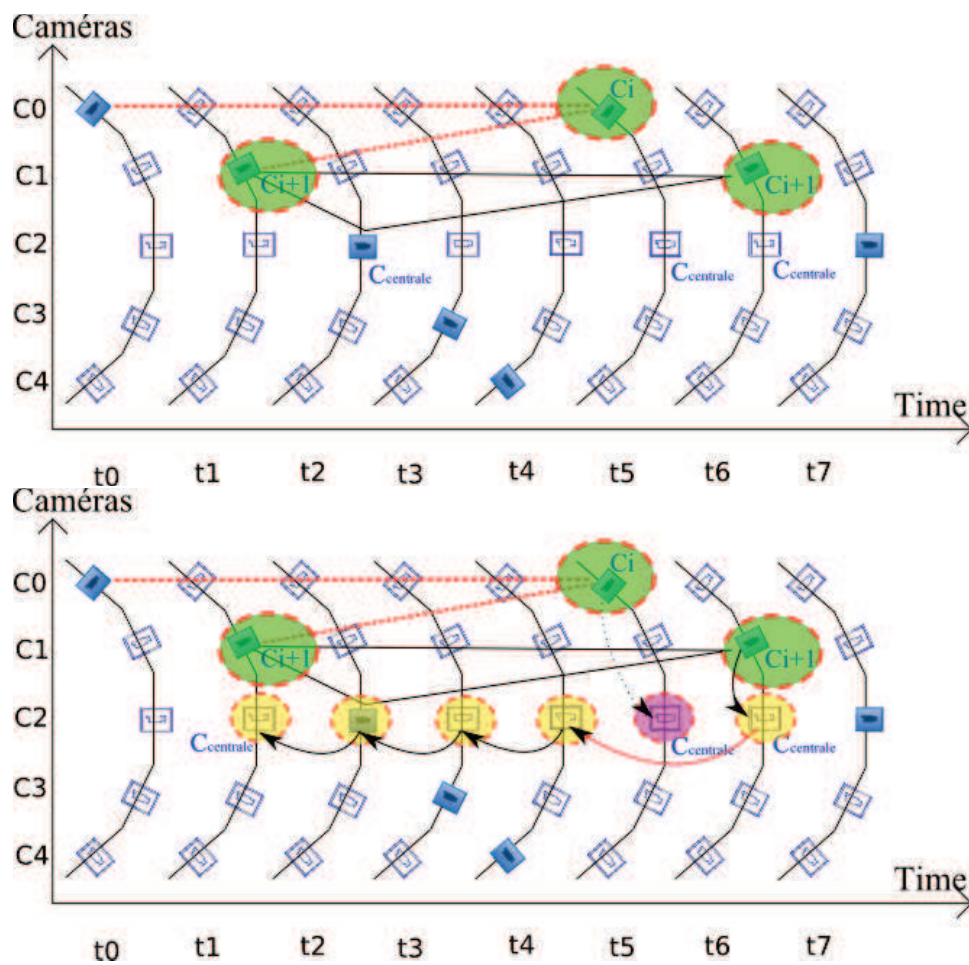 Caméras
C0
Ci
C1
Ci+1
Ci+1
C2
Ccentrale
Ccentrale
Ccentrale
C3
C4
Time
t0 t1 t2 t3 t4 t5 t6 t7
Caméras
C0
Ci
C1
Ci+1
Ci+1
C2
Ccentrale
Ccentrale
Ccentrale
C3
C4
Time
t0 t1 t2 t3 t4 t5 t6 t7